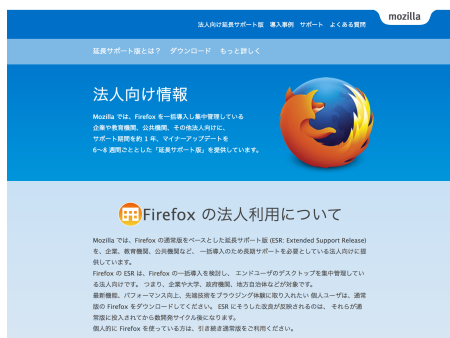 法人向け延長サポート版 導入事例 サポート よくある質問
mozilla
延長サポート版とは？ ダウンロード もっと詳しく
法人向け情報
Mozilla では、Firefox を一括導入し集中管理している
企業や教育機関、公共機関、その他法人向けに、
サポート期間を約 1 年、マイナーアップデートを
6〜8 週間ごととした「延長サポート版」を提供しています。
Firefox の法人利用について
Mozilla では、Firefox の通常版をベースとした延長サポート版 (ESR: Extended Support Release)
を、企業、教育機関、公共機関など、 一括導入のため長期サポートを必要としている法人向けに提
供しています。
Firefox の ESR は、Firefox の一括導入を検討し、 エンドユーザのデスクトップを集中管理してい
る法人向けです。 つまり、企業や大学、政府機関、地方自治体などが対象です。
最新機能、パフォーマンス向上、先端技術をブラウジング体験に取り入れたい 個人ユーザは、通常
版の Firefox をダウンロードしてください。 ESR にそうした改良が反映されるのは、 それらが通
常版に投入されてから数開発サイクル後になります。
個人的に Firefox を使っている方は、引き続き通常版をご利用ください。